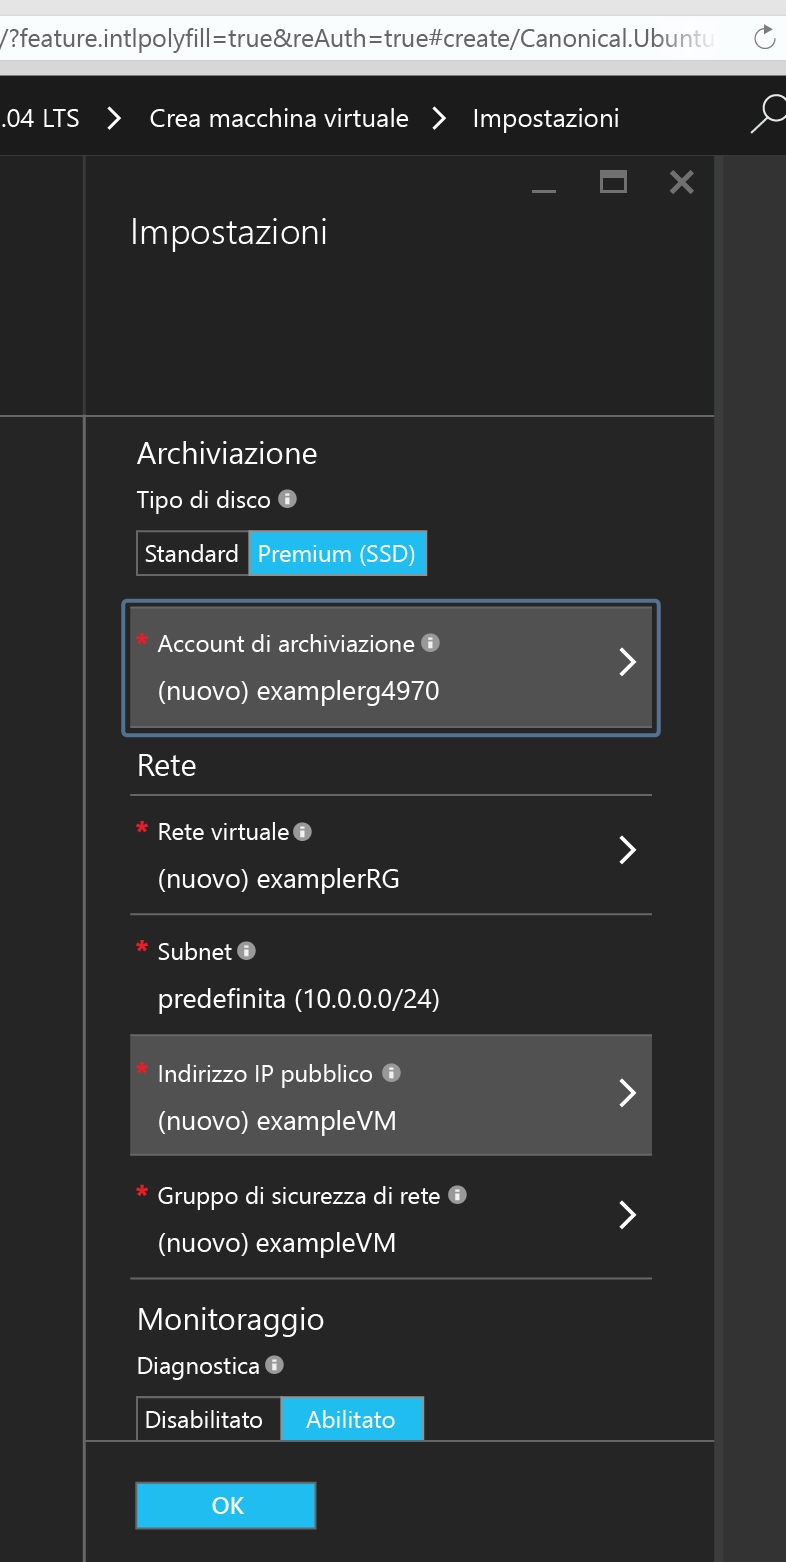 /?feature.intlpolyfill=true&reAuth=true#create/Canonical.Ubuntu
.04 LTS > Crea macchina virtuale > Impostazioni
Impostazioni
Archiviazione
Tipo di disco
Standard Premium (SSD)
* Account di archiviazione
(nuovo) examplerg4970
Rete
* Rete virtuale
(nuovo) examplerRG
* Subnet
predefinita (10.0.0.0/24)
* Indirizzo IP pubblico
(nuovo) exampleVM
* Gruppo di sicurezza di rete
(nuovo) exampleVM
Monitoraggio
Diagnostica
Disabilitato Abilitato
OK